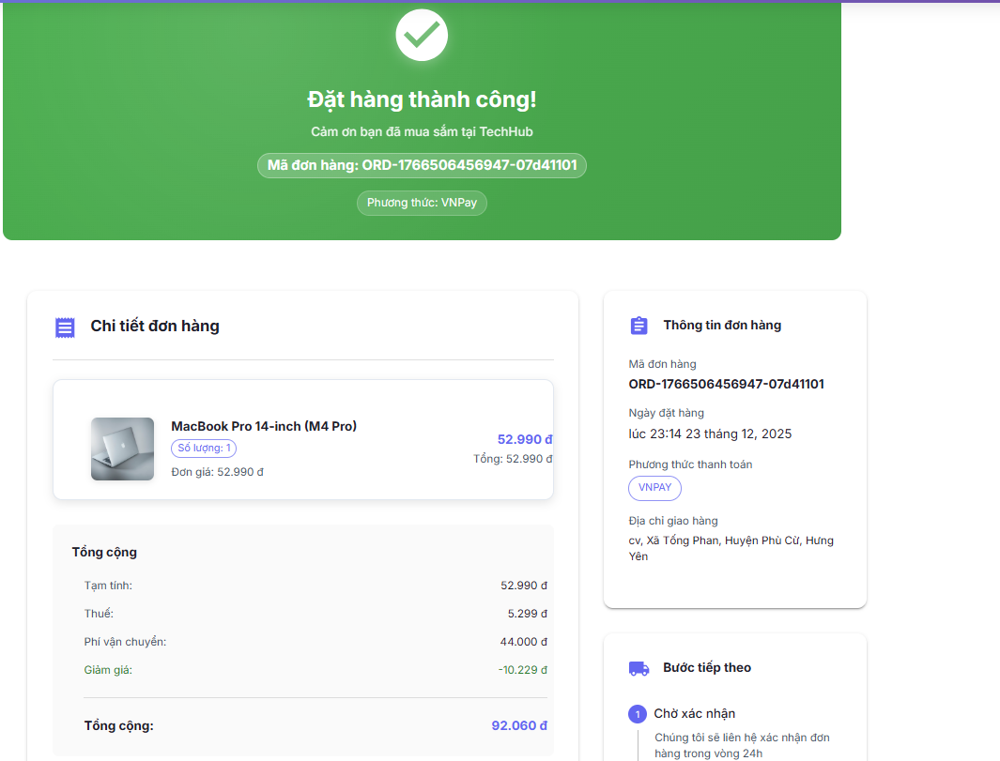 Đặt hàng thành công!
Cảm ơn bạn đã mua sắm tại TechHub
Mã đơn hàng: ORD-1766506456947-07d41101
Phương thức: VNPay
Chi tiết đơn hàng
MacBook Pro 14-inch (M4 Pro)
Số lượng: 1
Đơn giá: 52.990 đ
52.990 đ
Tổng: 52.990 đ
Tổng cộng
Tạm tính: 52.990 đ
Thuế: 5.299 đ
Phí vận chuyển: 44.000 đ
Giảm giá: -10.229 đ
Tổng cộng: 92.060 đ
Thông tin đơn hàng
Mã đơn hàng
ORD-1766506456947-07d41101
Ngày đặt hàng
lúc 23:14 23 tháng 12, 2025
Phương thức thanh toán
VNPAY
Địa chỉ giao hàng
cv, Xã Tống Phan, Huyện Phù Cừ, Hưng
Yên
Bước tiếp theo
1 Chờ xác nhận
Chúng tôi sẽ liên hệ xác nhận đơn
hàng trong vòng 24h